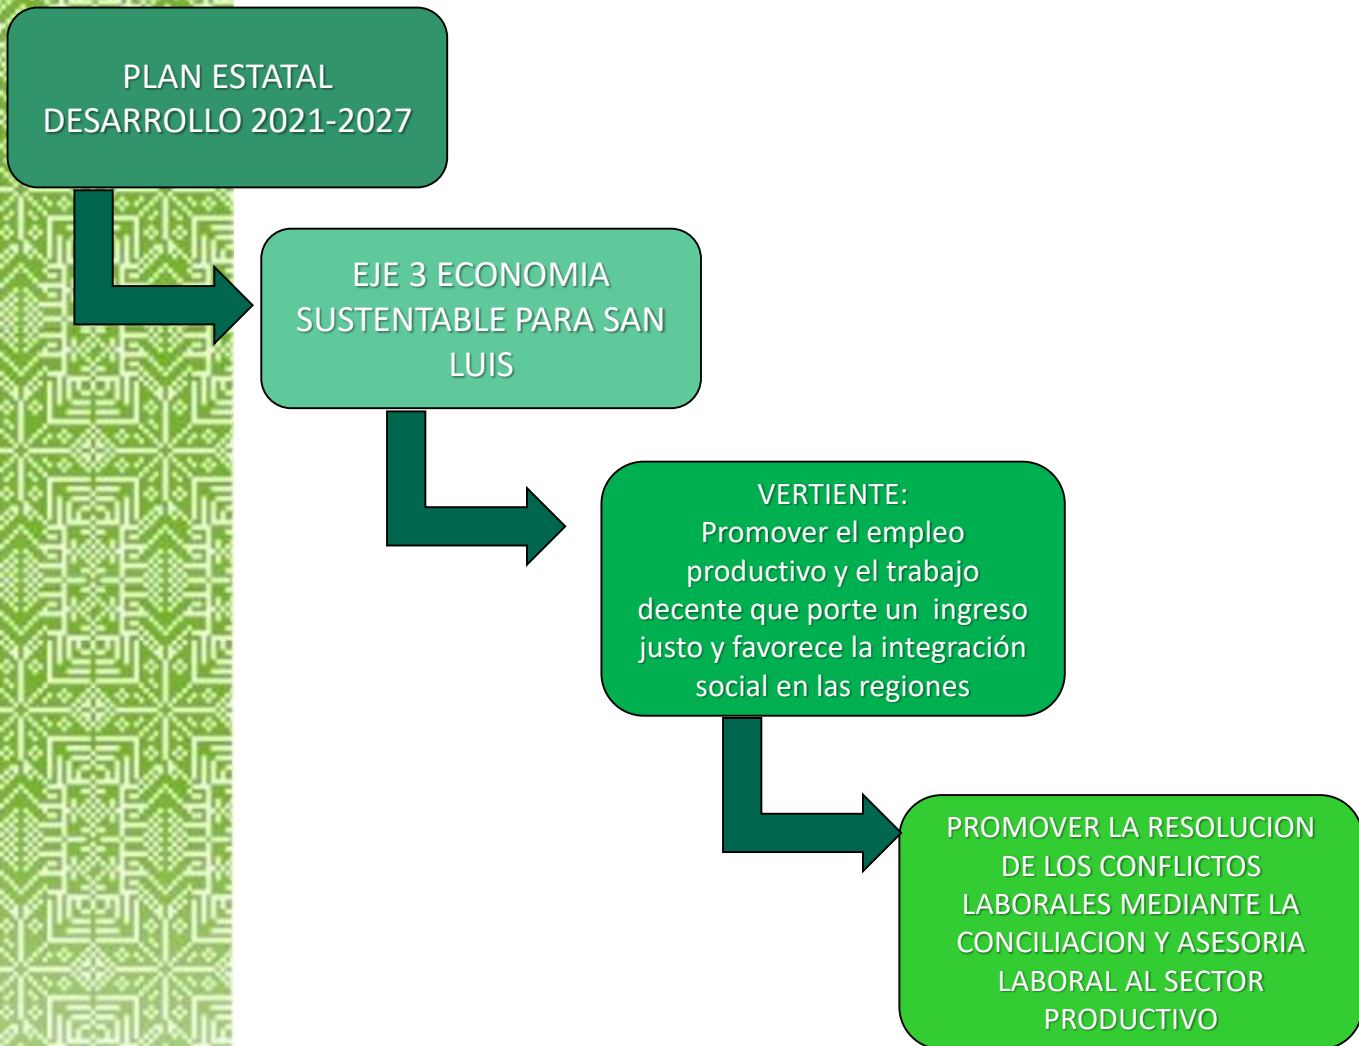 PLAN ESTATAL
DESARROLLO 2021-2027
EJE 3 ECONOMIA
SUSTENTABLE PARA SAN
LUIS
VERTIENTE:
Promover el empleo
productivo y el trabajo
decente que porte un ingreso
justo y favorece la integración
social en las regiones
PROMOVER LA RESOLUCION
DE LOS CONFLICTOS
LABORALES MEDIANTE LA
CONCILIACION Y ASESORIA
LABORAL AL SECTOR
PRODUCTIVO